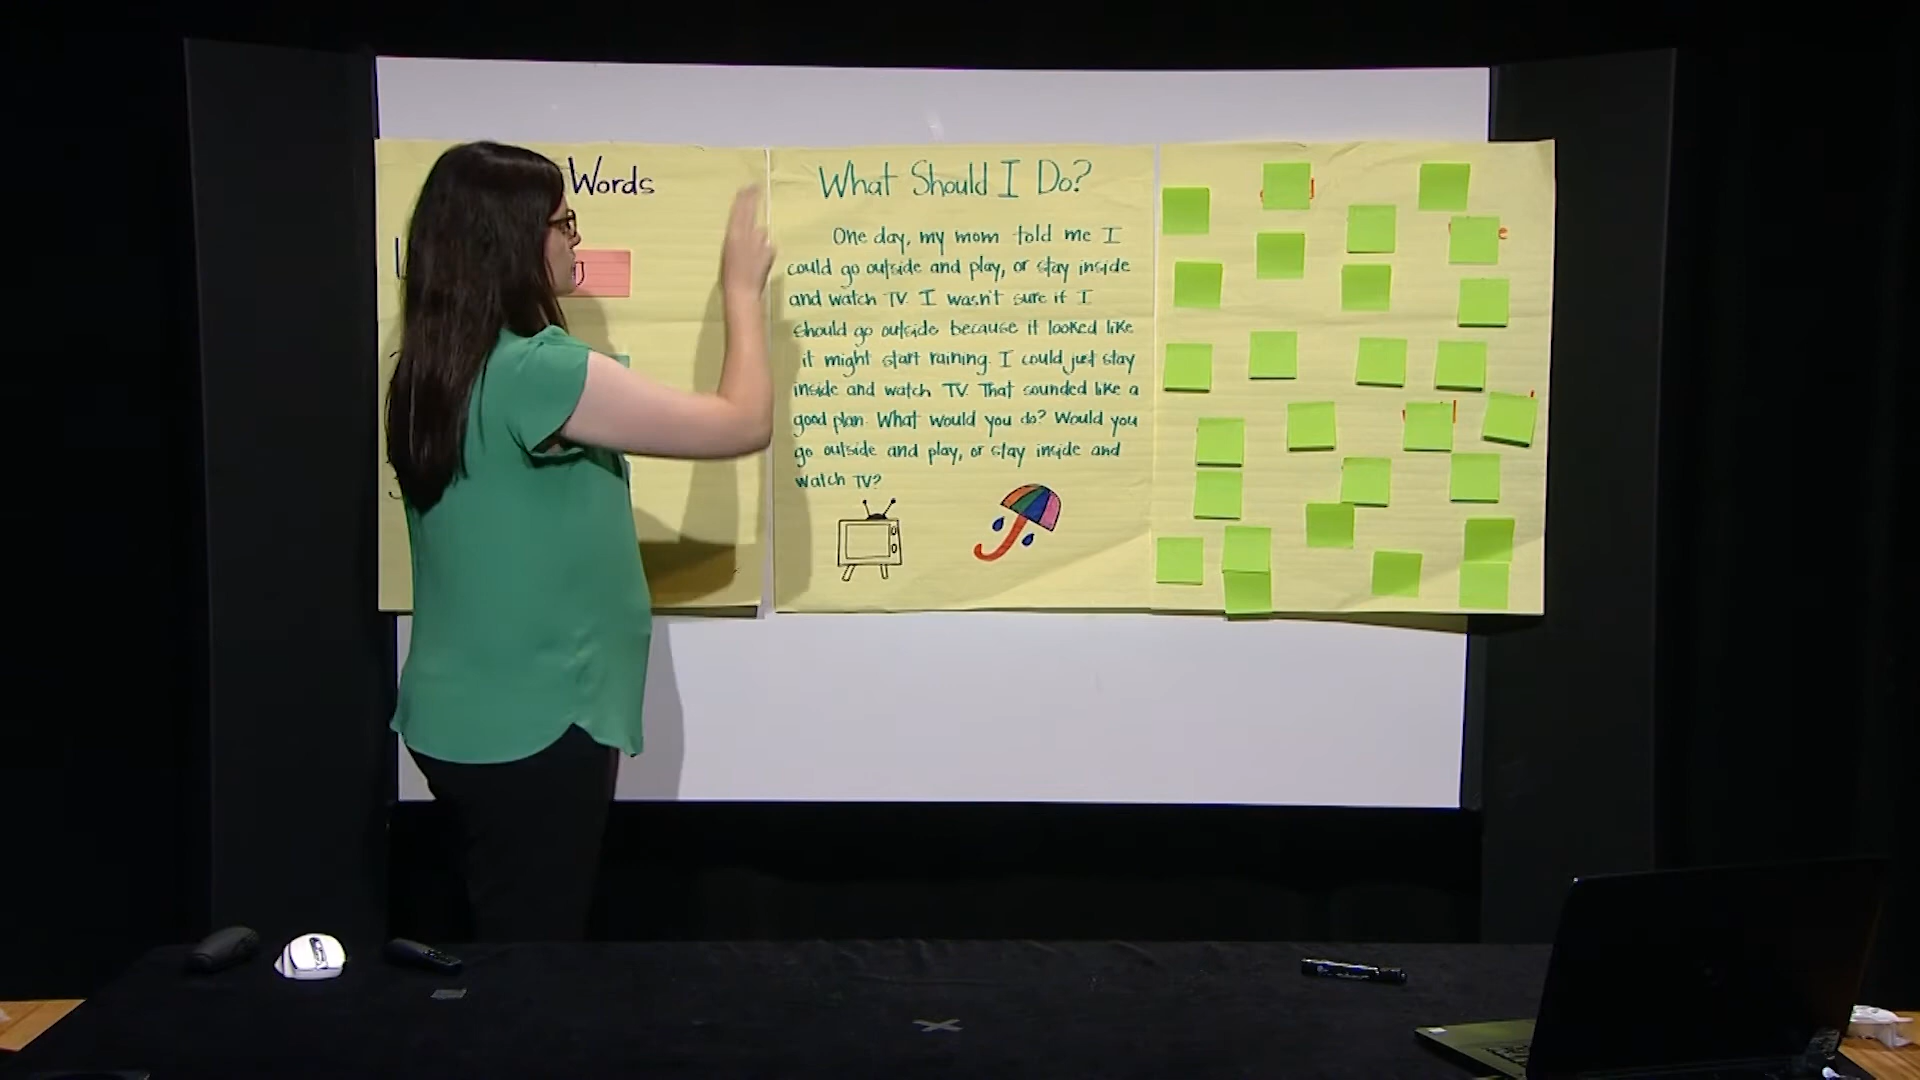 Words
What Should I Do?
One day, my mom told me I
could go outside and play, or stay inside
and watch TV. I wasn't sure if I
should go outside because it looked like
it might start raining. I could just stay
inside and watch TV. That sounded like a
good plan. What would you do? Would you
go outside and play, or stay inside and
watch TV?